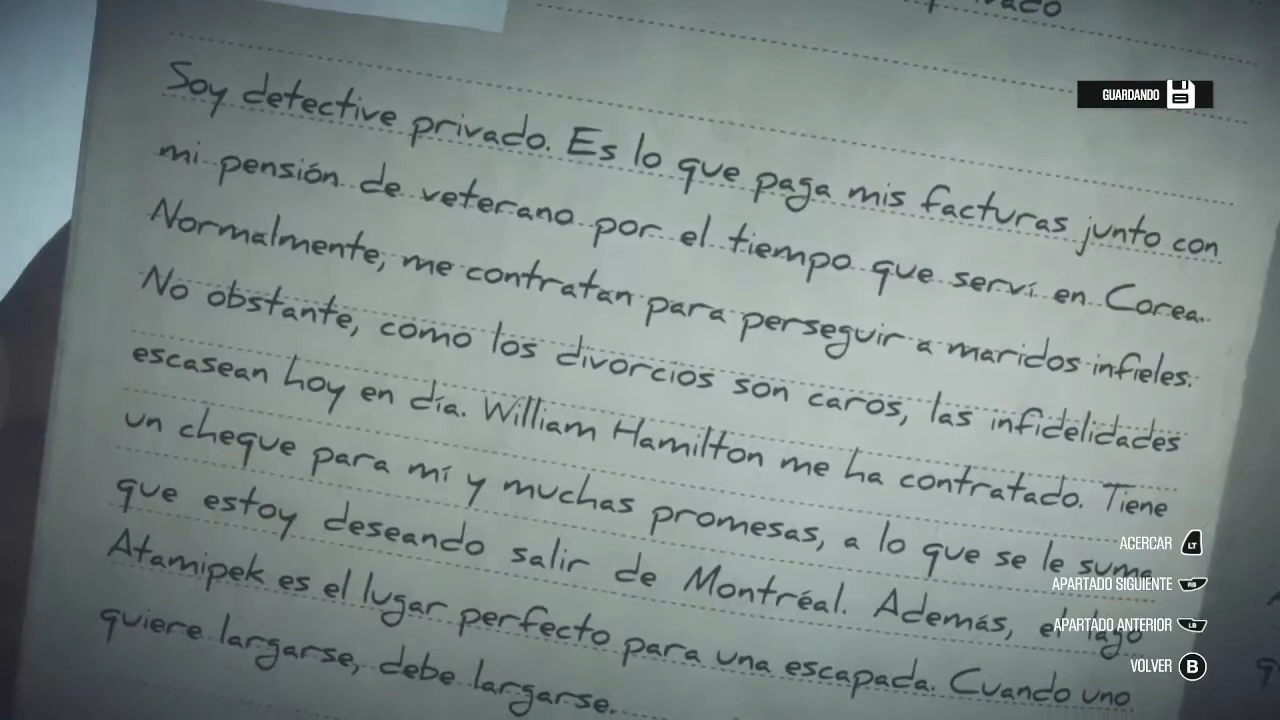 GUARDANDO
Soy detective privado. Es lo que paga mis facturas junto con
mi pensión de veterano por el tiempo que serví en Corea.
Normalmente, me contratan para perseguir a maridos infieles.
No obstante, como los divorcios son caros, las infidelidades
escasean hoy en día. William Hamilton me ha contratado. Tiene
un cheque para mí y muchas promesas, a lo que se le suma
que estoy deseando salir de Montréal. Además, el lago
Atamipek es el lugar perfecto para una escapada. Cuando uno
quiere largarse, debe largarse.
ACERCAR LT
APARTADO SIGUIENTE RB
APARTADO ANTERIOR LB
VOLVER B